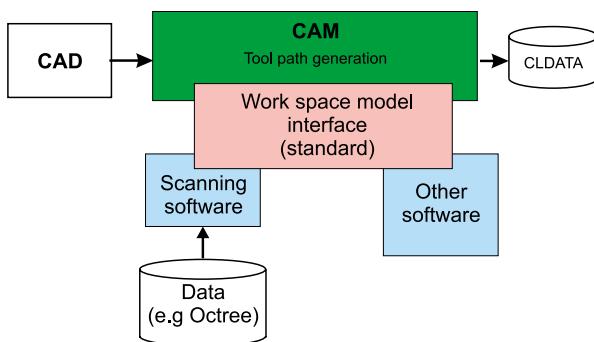 CAD
CAM
Tool path generation
CLDATA
Work space model
interface
(standard)
Scanning
software
Other
software
Data
(e.g Octree)